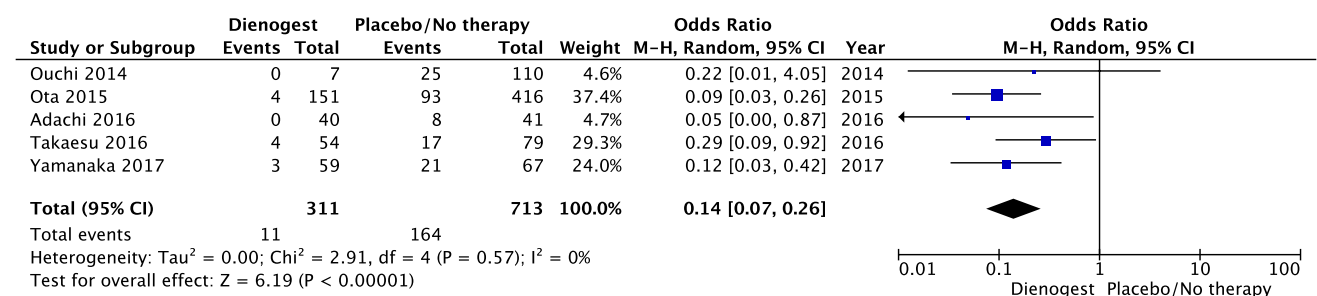 Dienogest Placebo/No therapy Odds Ratio Odds Ratio
Study or Subgroup Events Total Events Total Weight M-H, Random, 95% CI Year M-H, Random, 95% CI
Ouchi 2014 0 7 25 110 4.6% 0.22 [0.01, 4.05] 2014
Ota 2015 4 151 93 416 37.4% 0.09 [0.03, 0.26] 2015
Adachi 2016 0 40 8 41 4.7% 0.05 [0.00, 0.87] 2016
Takaesu 2016 4 54 17 79 29.3% 0.29 [0.09, 0.92] 2016
Yamanaka 2017 3 59 21 67 24.0% 0.12 [0.03, 0.42] 2017
Total (95% CI) 311 713 100.0% 0.14 [0.07, 0.26]
Total events 11 164
Heterogeneity: Tau² = 0.00; Chi² = 2.91, df = 4 (P = 0.57); I² = 0%
Test for overall effect: Z = 6.19 (P < 0.00001)
0.01 0.1 1 10 100
Dienogest Placebo/No therapy